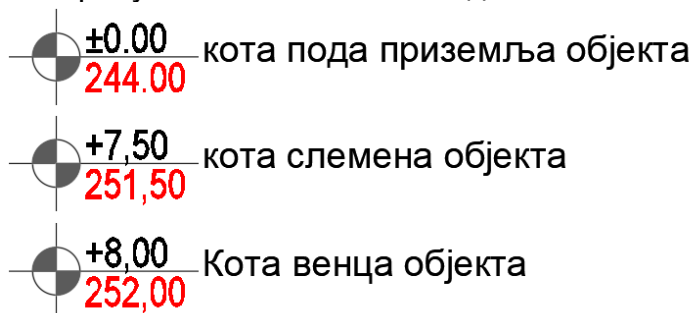 ±0.00
244.00
кота пода приземља објекта
+7,50
251,50
кота слемена објекта
+8,00
252,00
Кота венца објекта